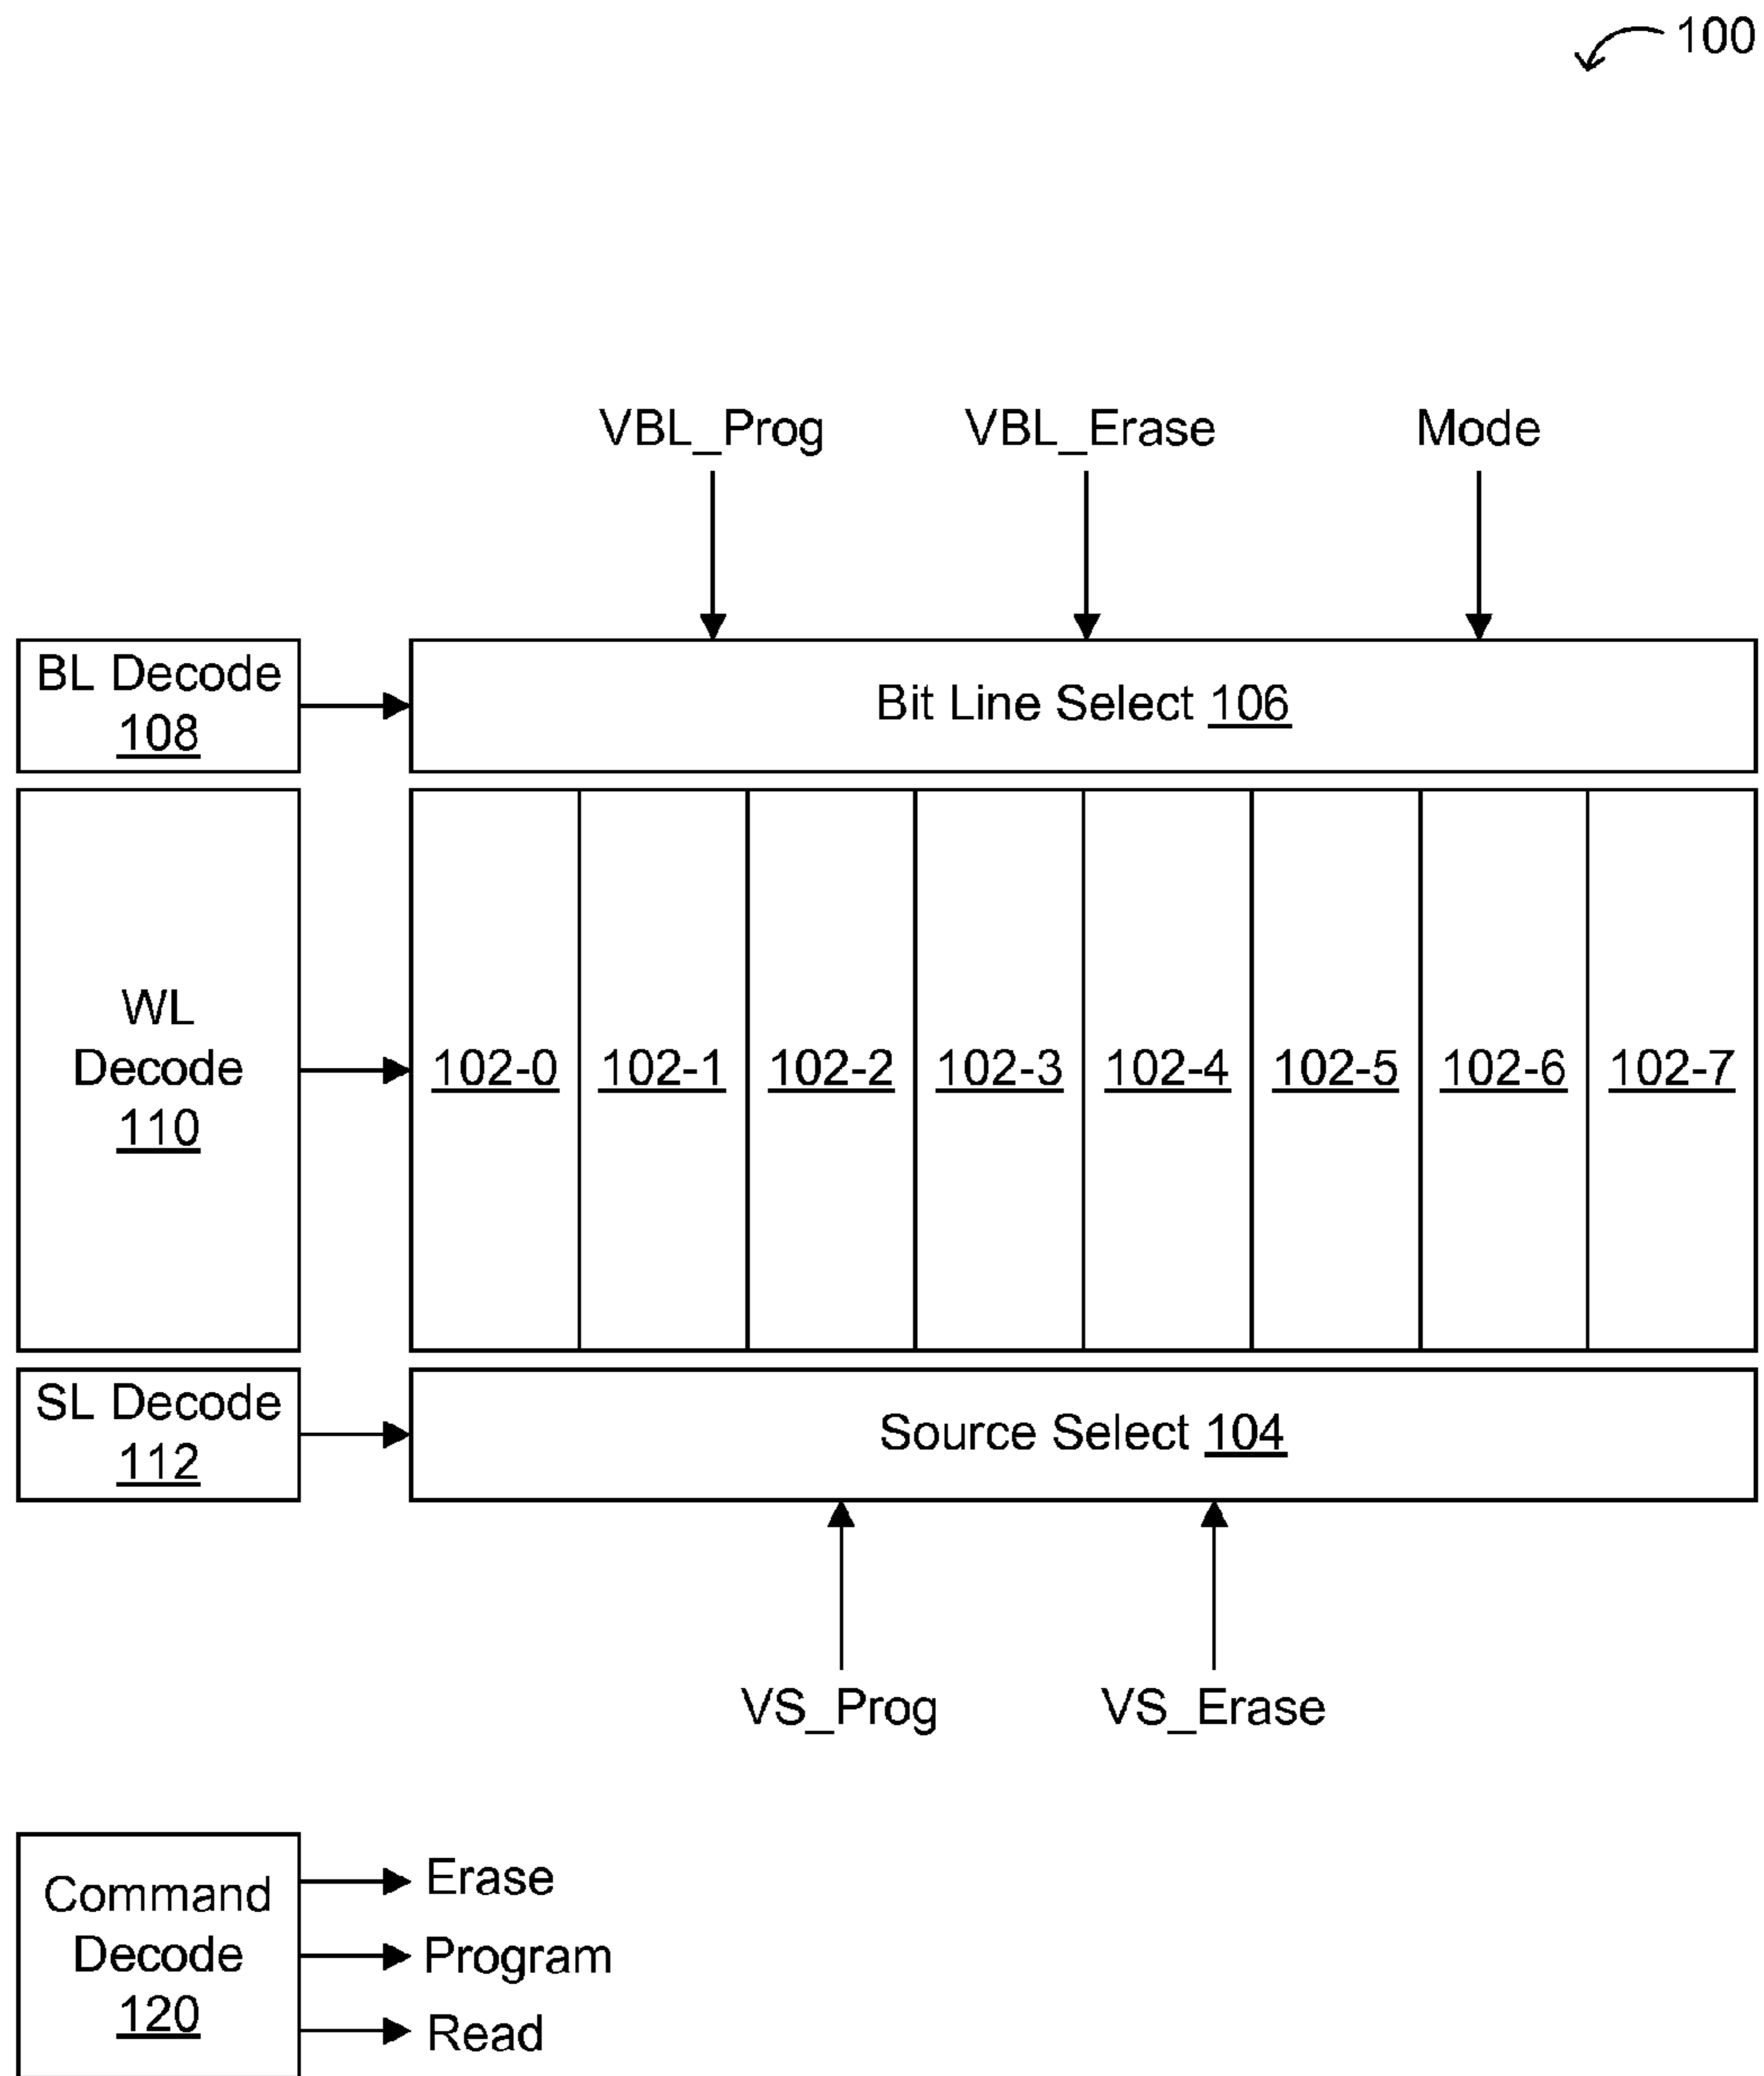 100
VBL_Prog VBL_Erase Mode
BL Decode
108
Bit Line Select 106
WL
Decode
110
102-0 102-1 102-2 102-3 102-4 102-5 102-6 102-7
SL Decode
112
Source Select 104
VS_Prog VS_Erase
Command
Decode
120
Erase
Program
Read